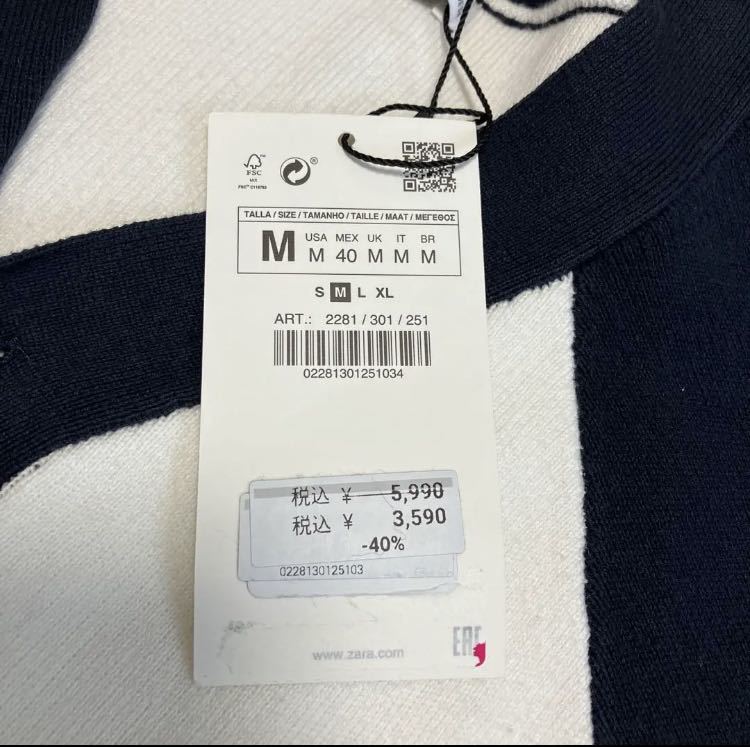 FSC
MIX
®
TALLA / SIZE / TAMANHO / TAILLE / MAAT / ΜΕΓΕΘΟΣ
M
USA MEX UK IT BR
M 40 M M M
S M L XL
ART.: 2281 / 301 / 251
02281301251034
税込 ¥ 5,990
税込 ¥ 3,590
-40%
0228130125103
www.zara.com
EAC